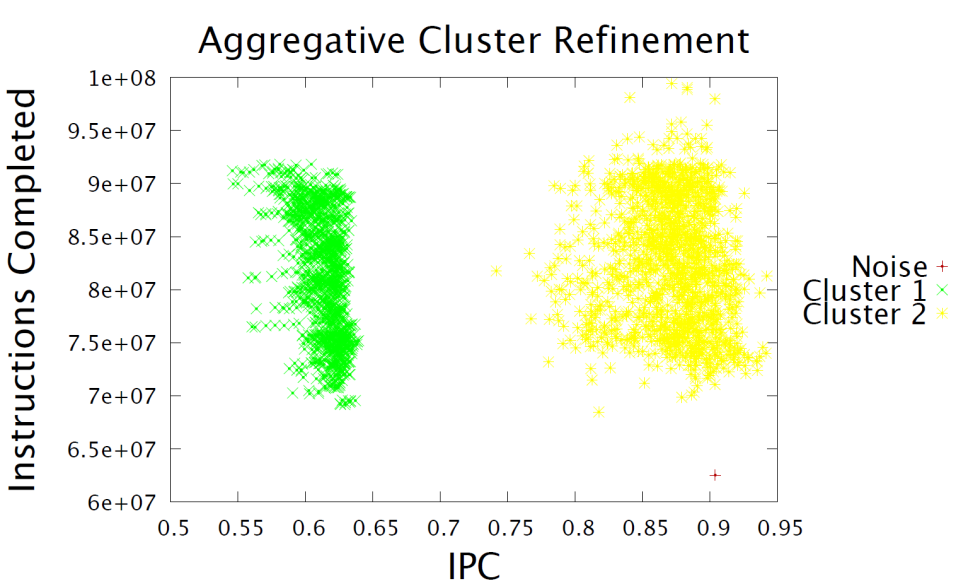 Aggregative Cluster Refinement
Instructions Completed
1e+08
9.5e+07
9e+07
8.5e+07
8e+07
7.5e+07
7e+07
6.5e+07
6e+07
0.5 0.55 0.6 0.65 0.7 0.75 0.8 0.85 0.9 0.95
IPC
Noise
Cluster 1
Cluster 2